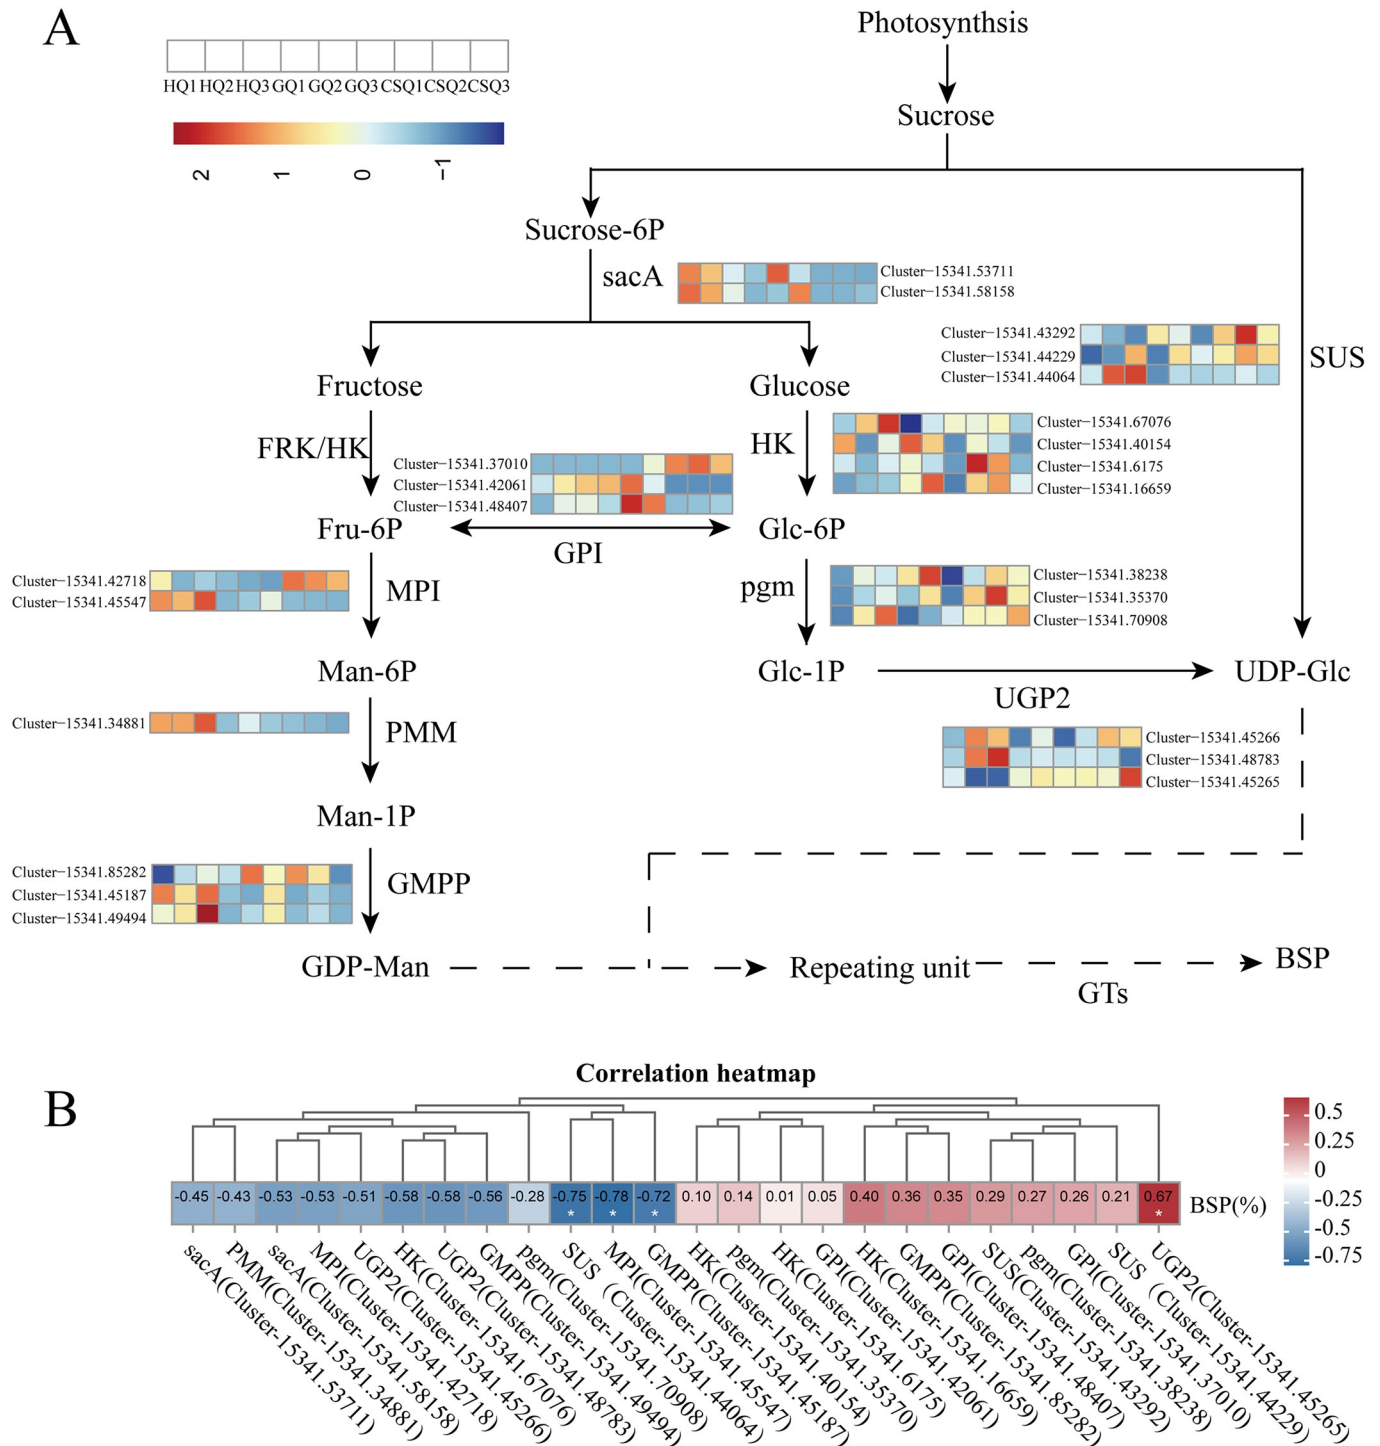 A
Photosynthsis
HQ1 HQ2 HQ3 GQ1 GQ2 GQ3 CSQ1 CSQ2 CSQ3
2 1 0 −1
Sucrose
Sucrose-6P
sacA
Cluster−15341.53711
Cluster−15341.58158
Cluster−15341.43292
Cluster−15341.44229
Cluster−15341.44064
SUS
Fructose
Glucose
FRK/HK
HK
Cluster−15341.67076
Cluster−15341.40154
Cluster−15341.6175
Cluster−15341.16659
Cluster−15341.37010
Cluster−15341.42061
Cluster−15341.48407
Fru-6P
GPI
Glc-6P
Cluster−15341.42718
Cluster−15341.45547
MPI
pgm
Cluster−15341.38238
Cluster−15341.35370
Cluster−15341.70908
Man-6P
Glc-1P
UGP2
UDP-Glc
Cluster−15341.34881
PMM
Cluster−15341.45266
Cluster−15341.48783
Cluster−15341.45265
Man-1P
Cluster−15341.85282
Cluster−15341.45187
Cluster−15341.49494
GMPP
GDP-Man
Repeating unit
GTs
BSP
B
Correlation heatmap
-0.45 -0.43 -0.53 -0.53 -0.51 -0.58 -0.58 -0.56 -0.28 -0.75 -0.78 -0.72 0.10 0.14 0.01 0.05 0.40 0.36 0.35 0.29 0.27 0.26 0.21 0.67
* * * *
BSP(%)
0.5
0.25
0
-0.25
-0.5
-0.75
sacA(Cluster-15341.53711)
PMM(Cluster-15341.34881)
sacA(Cluster-15341.58158)
MPI(Cluster-15341.42718)
UGP2(Cluster-15341.45266)
HK(Cluster-15341.67076)
UGP2(Cluster-15341.48783)
GMPP(Cluster-15341.49494)
pgm(Cluster-15341.70908)
SUS (Cluster-15341.44064)
MPI(Cluster-15341.45547)
GMPP(Cluster-15341.45187)
HK(Cluster-15341.40154)
pgm(Cluster-15341.35370)
HK(Cluster-15341.6175)
GPI(Cluster-15341.42061)
HK(Cluster-15341.16659)
GMPP(Cluster-15341.85282)
GPI(Cluster-15341.48407)
SUS(Cluster-15341.43292)
pgm(Cluster-15341.38238)
GPI(Cluster-15341.37010)
SUS (Cluster-15341.44229)
UGP2(Cluster-15341.45265)